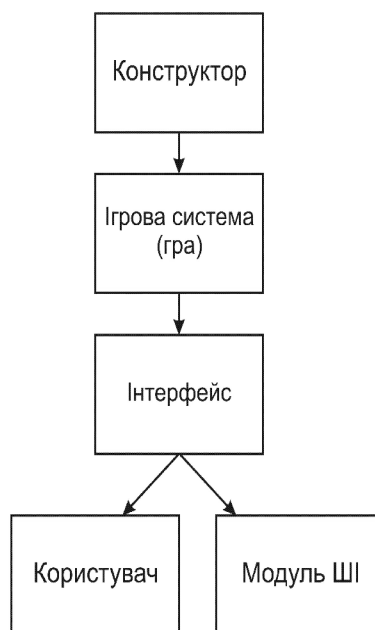 Конструктор
Ігрова система
(гра)
Інтерфейс
Користувач
Модуль ШІ